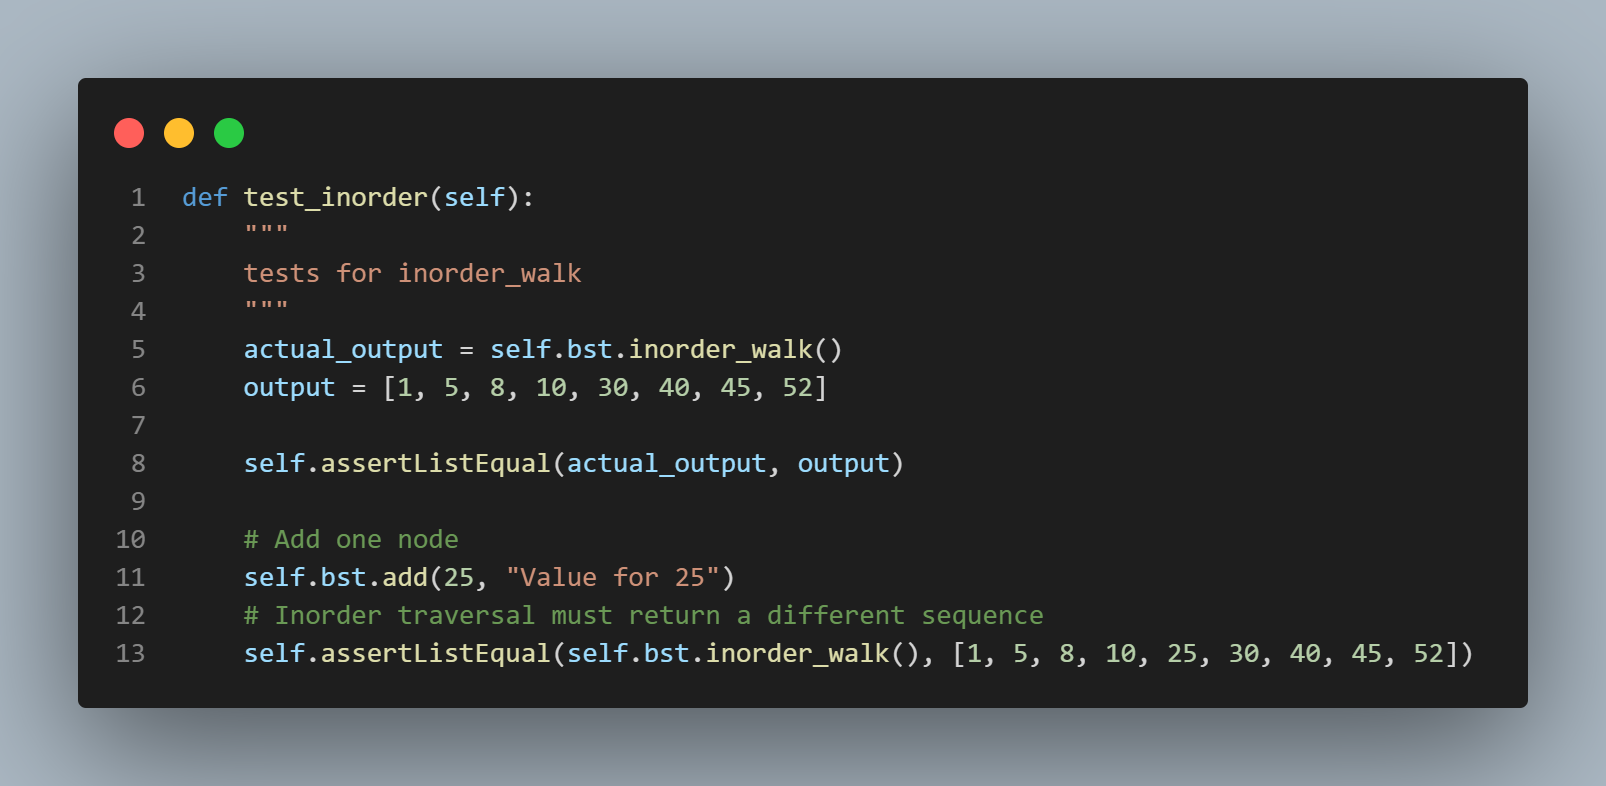 1 def test_inorder(self):
2     """
3     tests for inorder_walk
4     """
5     actual_output = self.bst.inorder_walk()
6     output = [1, 5, 8, 10, 30, 40, 45, 52]
7
8     self.assertListEqual(actual_output, output)
9
10     # Add one node
11     self.bst.add(25, "Value for 25")
12     # Inorder traversal must return a different sequence
13     self.assertListEqual(self.bst.inorder_walk(), [1, 5, 8, 10, 25, 30, 40, 45, 52])